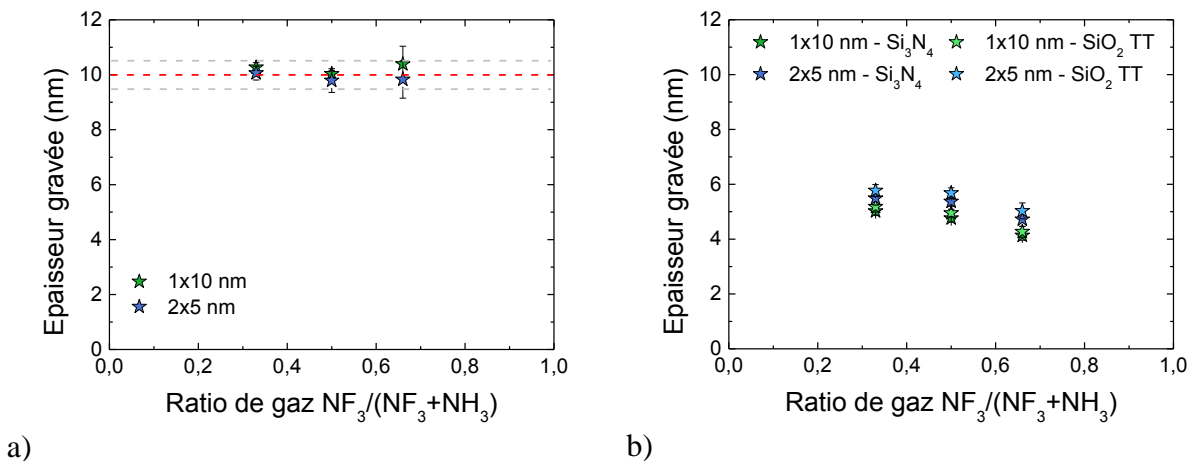 12
10
8
6
4
2
0
Epaisseur gravée (nm)
1x10 nm
2x5 nm
0,0 0,2 0,4 0,6 0,8 1,0
Ratio de gaz NF₃/(NF₃+NH₃)
a)
12
10
8
6
4
2
0
Epaisseur gravée (nm)
1x10 nm - Si₃N₄ 1x10 nm - SiO₂ TT
2x5 nm - Si₃N₄ 2x5 nm - SiO₂ TT
0,0 0,2 0,4 0,6 0,8 1,0
Ratio de gaz NF₃/(NF₃+NH₃)
b)